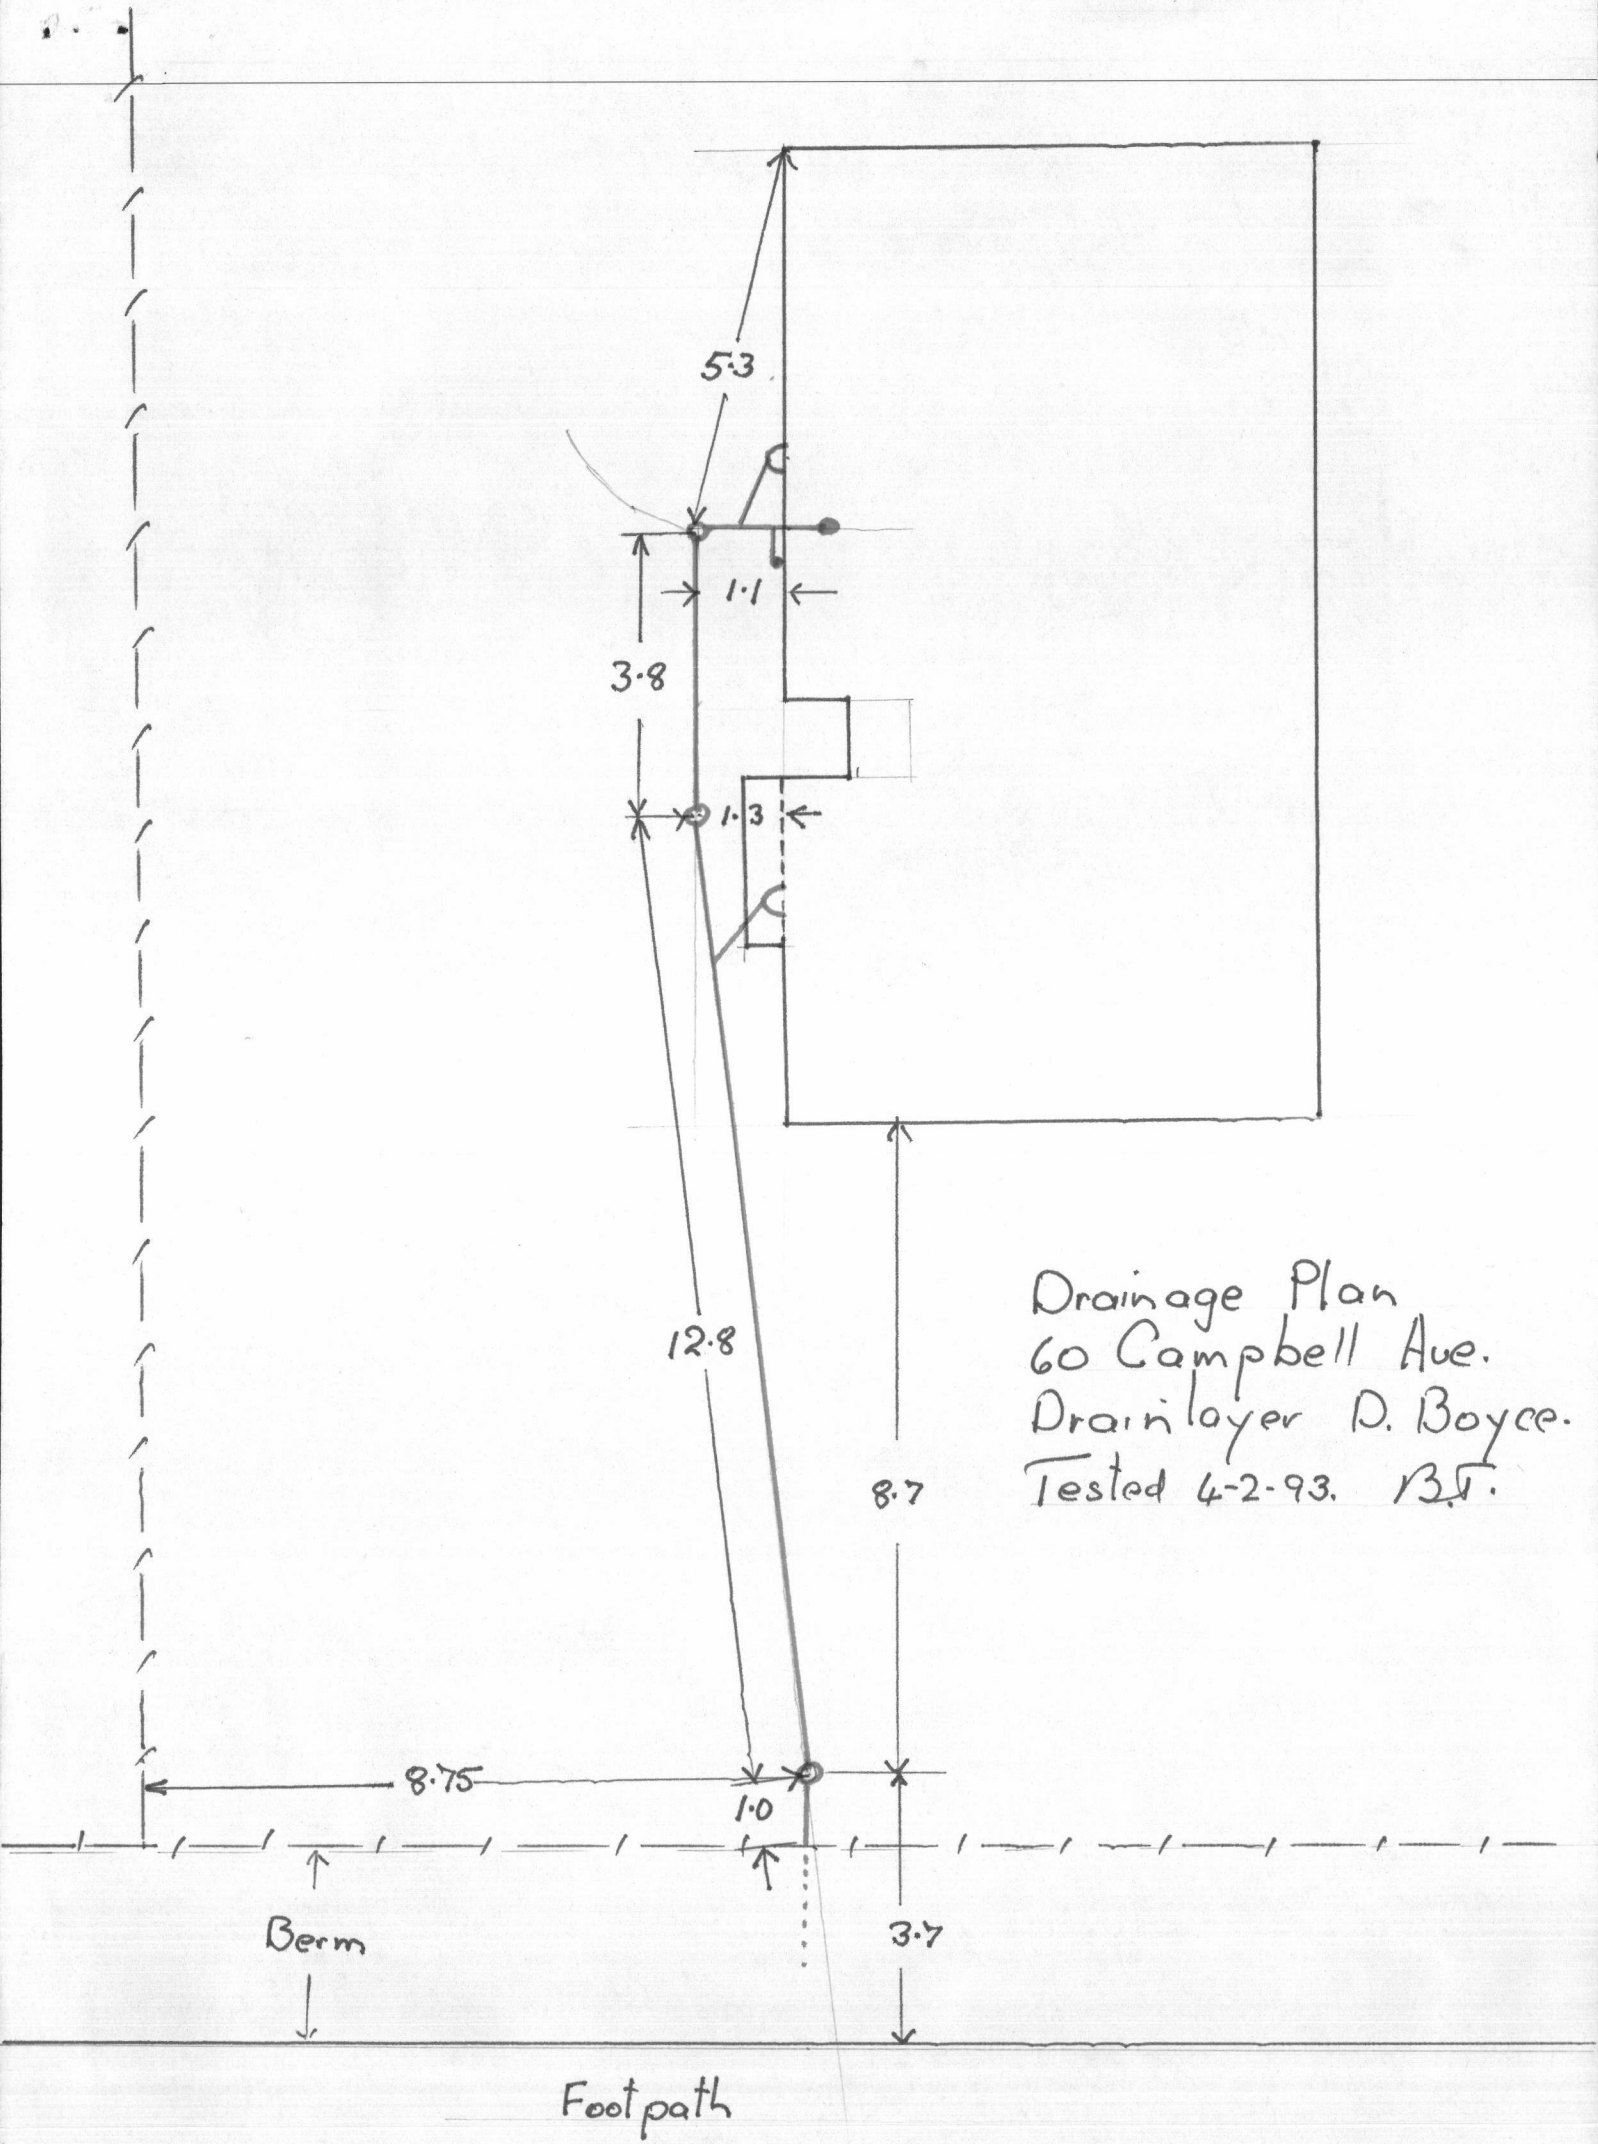 5.3
1.1
3.8
1.3
12.8
Drainage Plan
60 Campbell Ave.
Drainlayer D. Boyce.
Tested 4-2-93. B.T.
8.7
8.75
1.0
Berm
3.7
Footpath